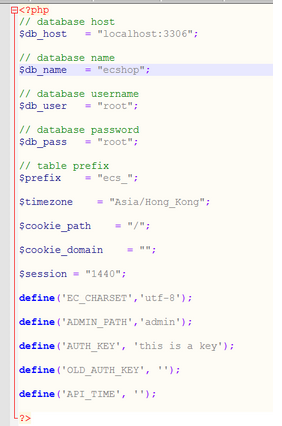 <?php
// database host
$db_host   = "localhost:3306";
// database name
$db_name   = "ecshop";
// database username
$db_user   = "root";
// database password
$db_pass   = "root";
// table prefix
$prefix    = "ecs_";
$timezone    = "Asia/Hong_Kong";
$cookie_path    = "/";
$cookie_domain    = "";
$session = "1440";
define('EC_CHARSET','utf-8');
define('ADMIN_PATH','admin');
define('AUTH_KEY', 'this is a key');
define('OLD_AUTH_KEY', '');
define('API_TIME', '');
?>